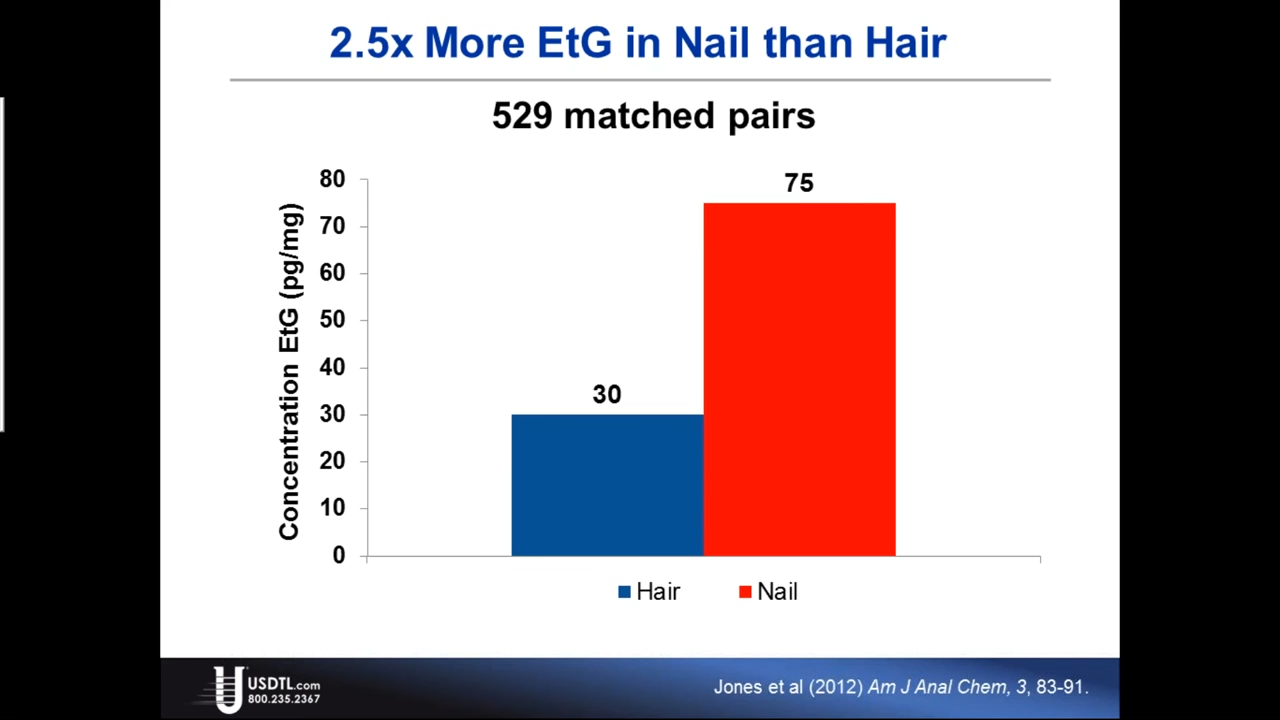 2.5x More EtG in Nail than Hair
529 matched pairs
Concentration EtG (pg/mg)
80
70
60
50
40
30
20
10
0
30
75
Hair
Nail
USDTL.com
800.235.2367
Jones et al (2012) Am J Anal Chem, 3, 83-91.